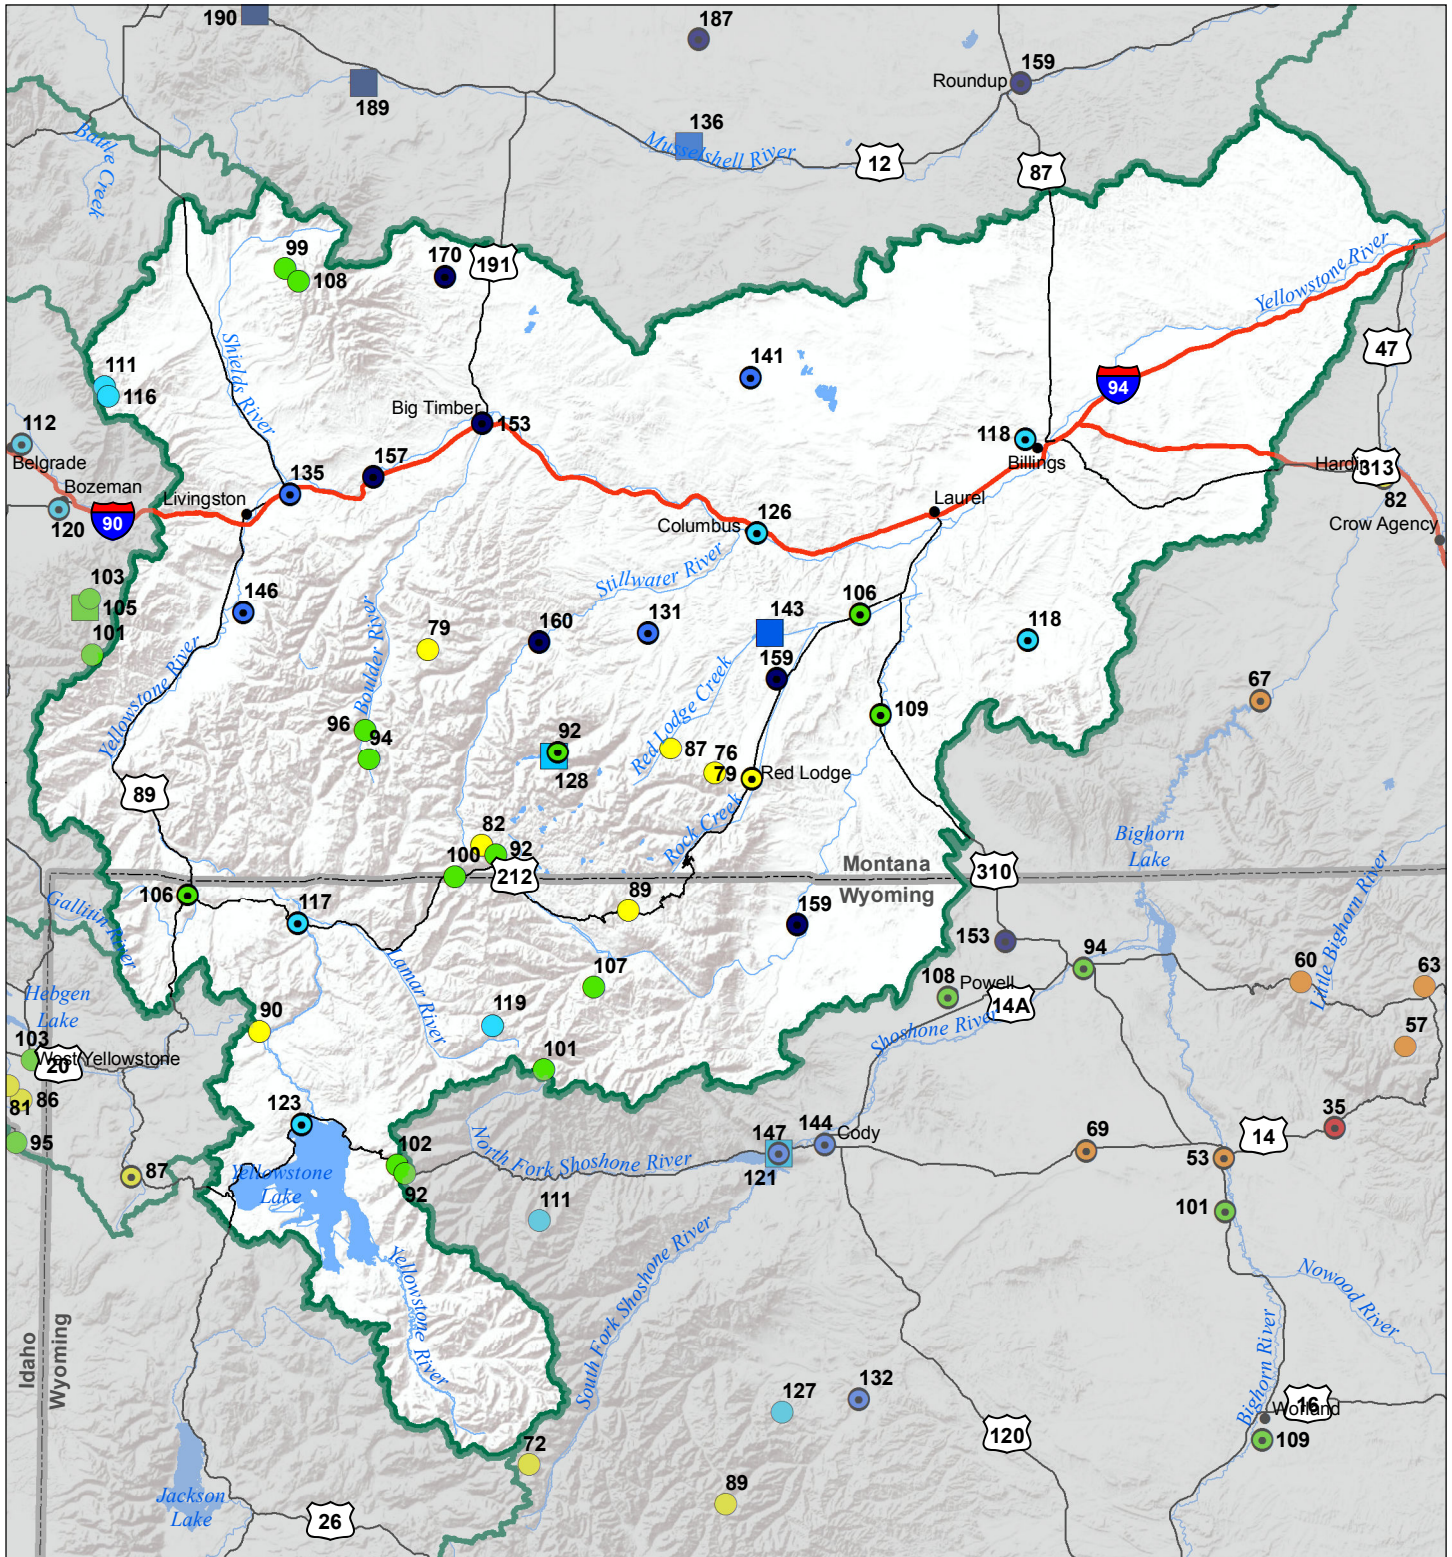 190
187
159
Roundup
189
136
Musselshell River
12
87
Battle Creek
99
108
170
191
Yellowstone River
47
111
116
Shields River
141
94
Big Timber
153
112
Belgrade
118
Billings
157
135
Livingston
Bozeman
120
90
Hardin
313
82
Laurel
126
Columbus
Crow Agency
103
105
101
146
Stillwater River
79
160
131
143
106
118
159
Boulder River
Yellowstone River
Red Lodge Creek
109
67
96
94
92
128
87
76
79
Red Lodge
89
Rock Creek
Bighorn Lake
82
92
100
212
Montana
Wyoming
310
106
117
89
159
Gallatin River
Little Bighorn River
153
94
108
Powell
14A
60
63
57
Lamar River
107
119
Hebgen Lake
90
Shoshone River
103
West Yellowstone
20
101
81
86
95
123
35
14
147
144
Cody
121
69
53
102
92
North Fork Shoshone River
87
Yellowstone Lake
111
101
Yellowstone River
South Fork Shoshone River
Nowood River
Idaho
Wyoming
Bighorn River
127
132
16
Worland
109
120
72
89
Jackson Lake
26